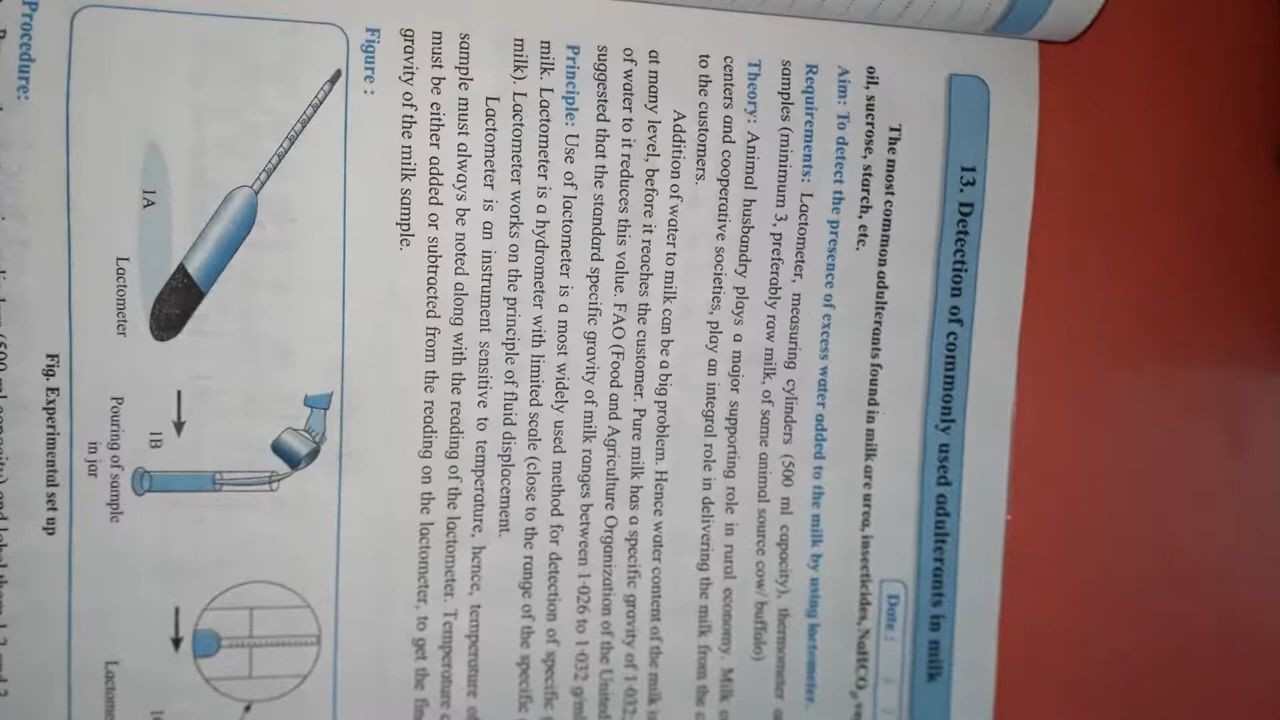 13. Detection of commonly used adulterants in milk
Date :
The most common adulterants found in milk are urea, insecticides, NaHCO
oil, sucrose, starch, etc.
Aim: To detect the presence of excess water added to the milk by using lactometer.
Requirements: Lactometer, measuring cylinders (500 ml capacity), thermometer
samples (minimum 3, preferably raw milk, of same animal source cow/ buffalo)
Theory: Animal husbandry plays a major supporting role in rural economy. Milk
centers and cooperative societies, play an integral role in delivering the milk from the
to the customers.
Addition of water to milk can be a big problem. Hence water content of the milk
at many level, before it reaches the customer. Pure milk has a specific gravity of 1·032,
of water to it reduces this value. FAO (Food and Agriculture Organization of the United
suggested that the standard specific gravity of milk ranges between 1·026 to 1·032 g/ml
Principle: Use of lactometer is a most widely used method for detection of specific
milk. Lactometer is a hydrometer with limited scale (close to the range of the specific
milk). Lactometer works on the principle of fluid displacement.
Lactometer is an instrument sensitive to temperature, hence, temperature of
sample must always be noted along with the reading of the lactometer. Temperature
must be either added or subtracted from the reading on the lactometer, to get the
gravity of the milk sample.
Figure :
1A
Lactometer
1B
Pouring of sample
in jar
Lactome
Fig. Experimental set up
Procedure: